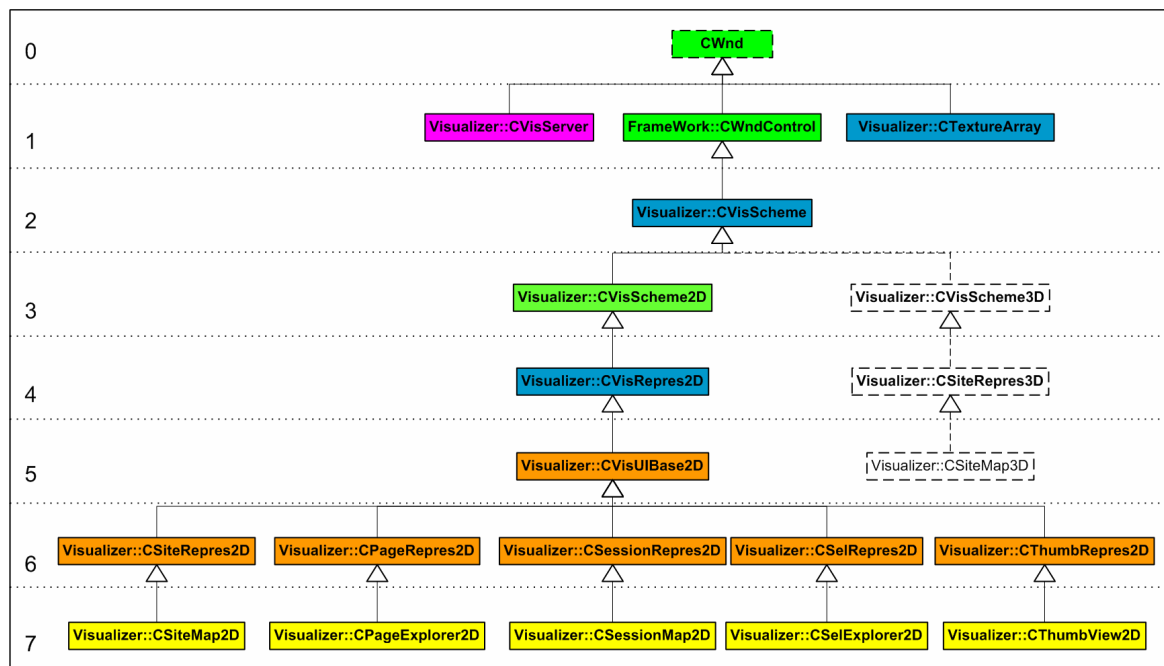 0
CWnd
1
Visualizer::CVisServer
FrameWork::CWndControl
Visualizer::CTextureArray
2
Visualizer::CVisScheme
3
Visualizer::CVisScheme2D
Visualizer::CVisScheme3D
4
Visualizer::CVisRepres2D
Visualizer::CSiteRepres3D
5
Visualizer::CVisUIBase2D
Visualizer::CSiteMap3D
6
Visualizer::CSiteRepres2D
Visualizer::CPageRepres2D
Visualizer::CSessionRepres2D
Visualizer::CSelRepres2D
Visualizer::CThumbRepres2D
7
Visualizer::CSiteMap2D
Visualizer::CPageExplorer2D
Visualizer::CSessionMap2D
Visualizer::CSelExplorer2D
Visualizer::CThumbView2D